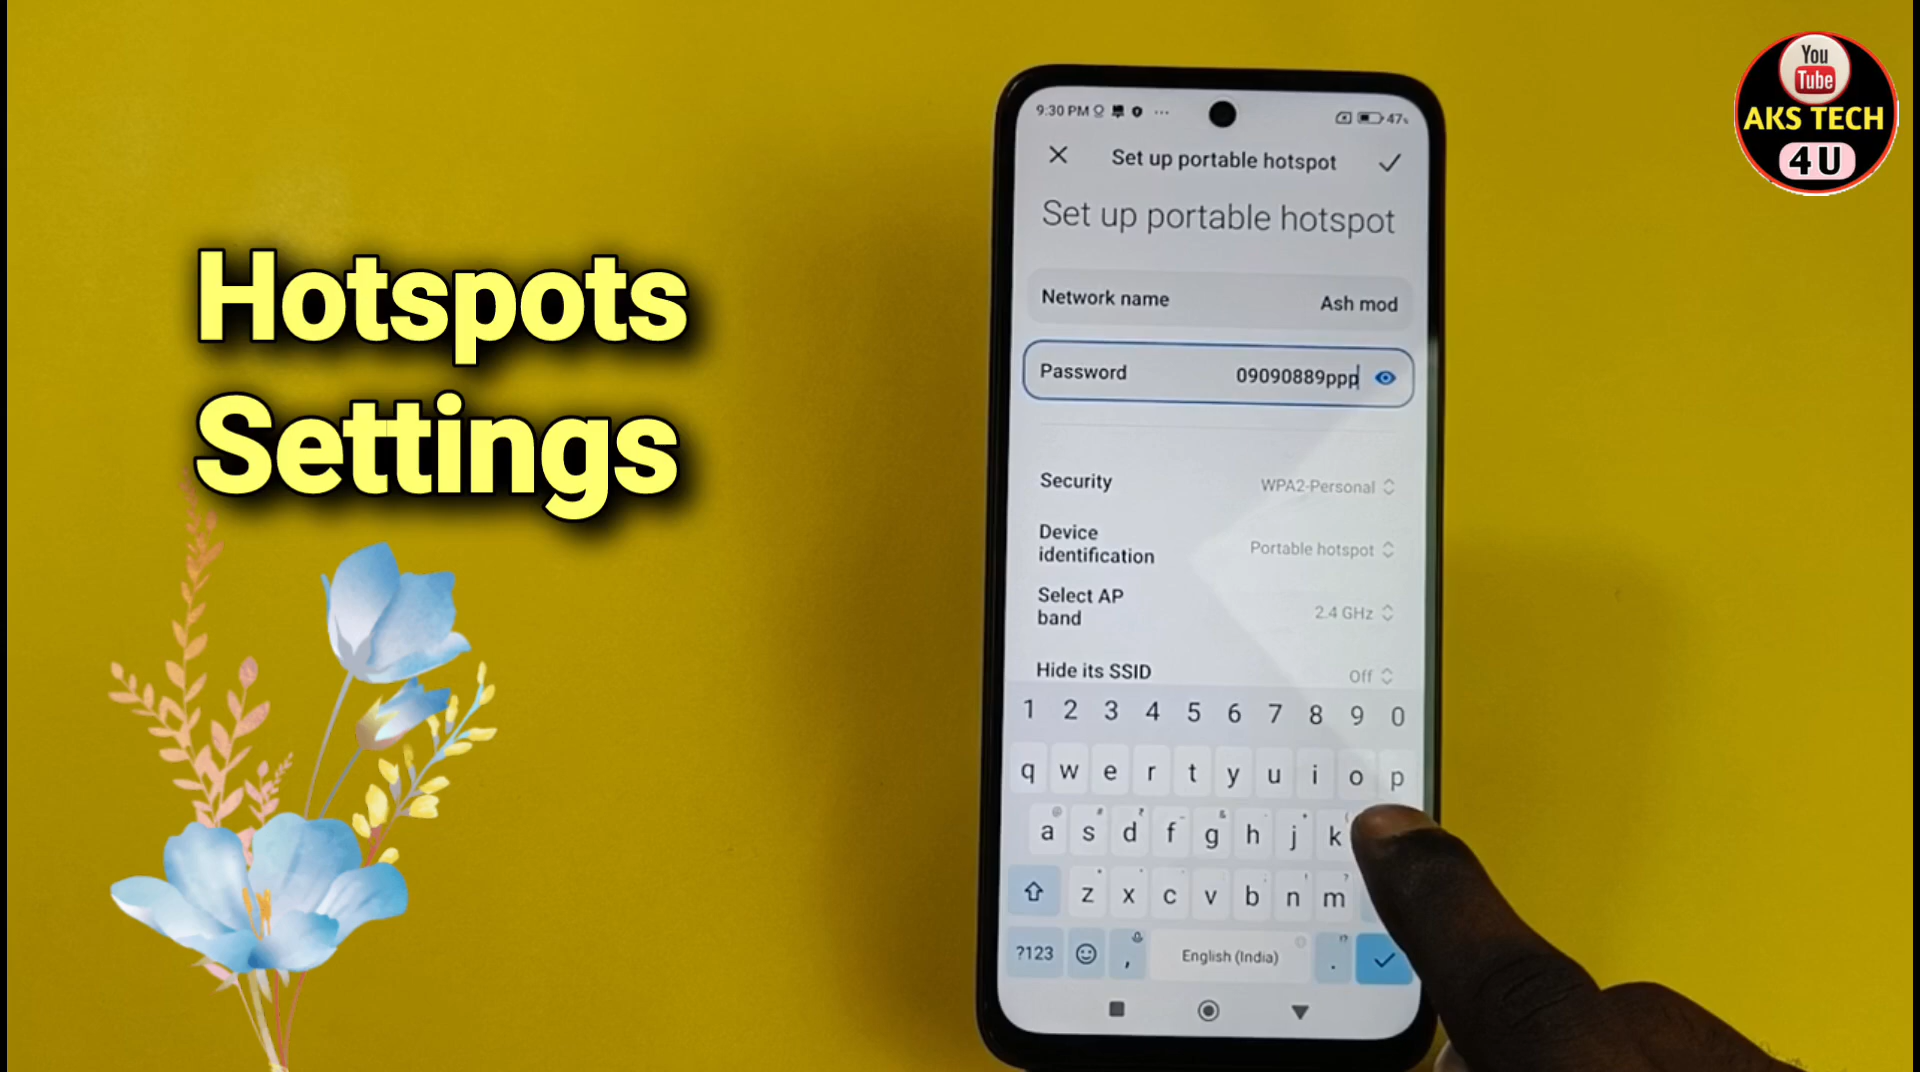 Hotspots
Settings
You
Tube
AKS TECH
4 U
9:30 PM
47%
Set up portable hotspot
Set up portable hotspot
Network name Ash mod
Password 09090889ppp
Security WPA2-Personal
Device
identification Portable hotspot
Select AP
band 2.4 GHz
Hide its SSID Off
1 2 3 4 5 6 7 8 9 0
q w e r t y u i o p
a s d f g h j k
z x c v b n m
?123 , English (India) .